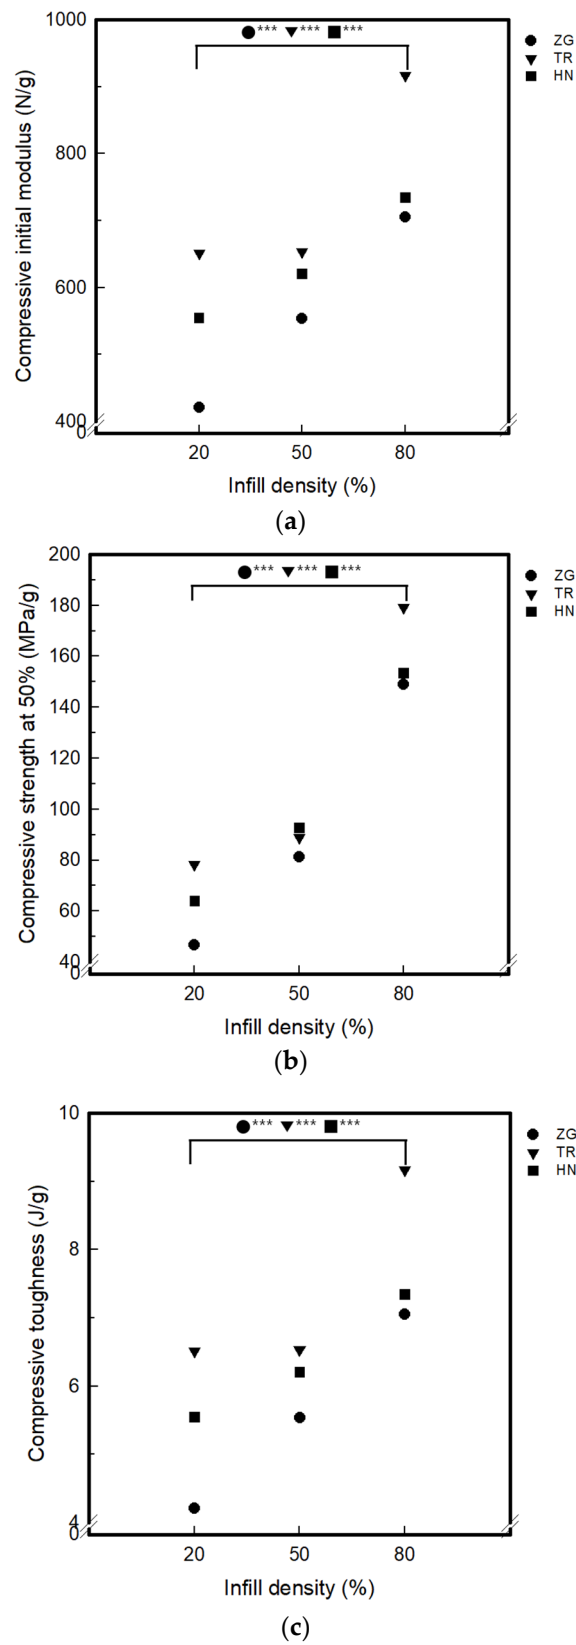 1000
800
600
400
0
Compressive initial modulus (N/g)
*** *** ***
ZG
TR
HN
20 50 80
Infill density (%)
(a)
200
180
160
140
120
100
80
60
40
0
Compressive strength at 50% (MPa/g)
*** *** ***
ZG
TR
HN
20 50 80
Infill density (%)
(b)
10
8
6
4
0
Compressive toughness (J/g)
*** *** ***
ZG
TR
HN
20 50 80
Infill density (%)
(c)